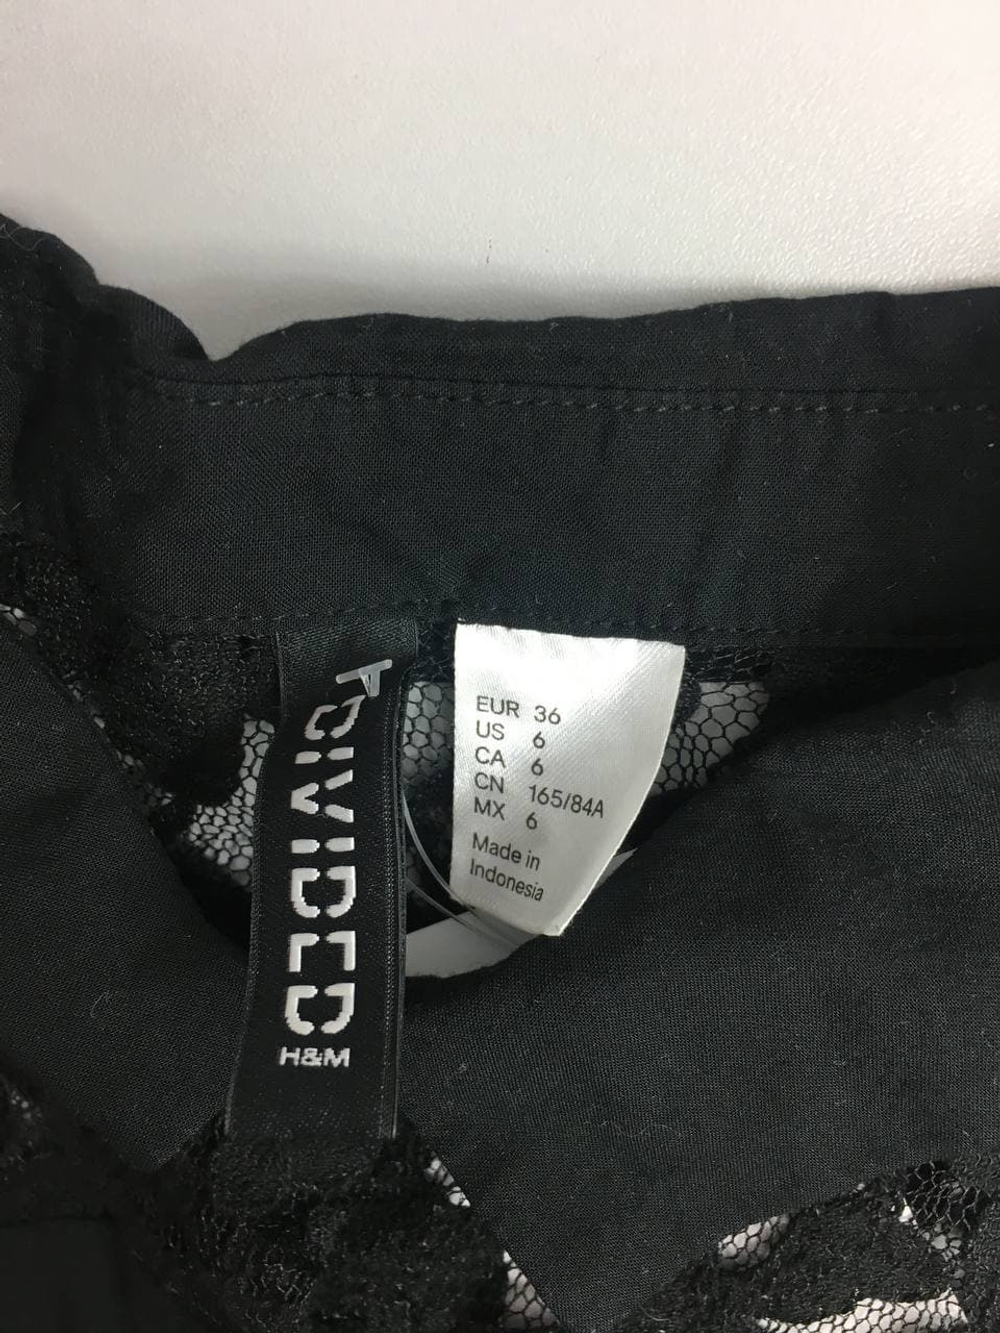 DIVIDED
H&M
EUR 36
US 6
CA 6
CN 165/84A
MX 6
Made in
Indonesia